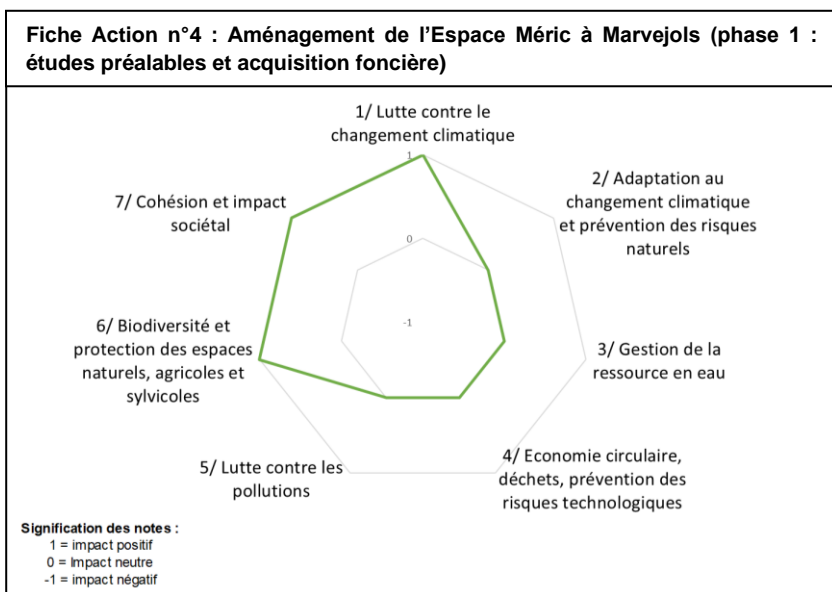 Fiche Action n°4 : Aménagement de l'Espace Méric à Marvejols (phase 1 :
études préalables et acquisition foncière)
1/ Lutte contre le
changement climatique
1
2/ Adaptation au
changement climatique
et prévention des risques
naturels
7/ Cohésion et impact
sociétal
0
-1
6/ Biodiversité et
protection des espaces
naturels, agricoles et
sylvicoles
3/ Gestion de la
ressource en eau
5/ Lutte contre les
pollutions
4/ Economie circulaire,
déchets, prévention des
risques technologiques
Signification des notes :
1 = impact positif
0 = Impact neutre
-1 = impact négatif